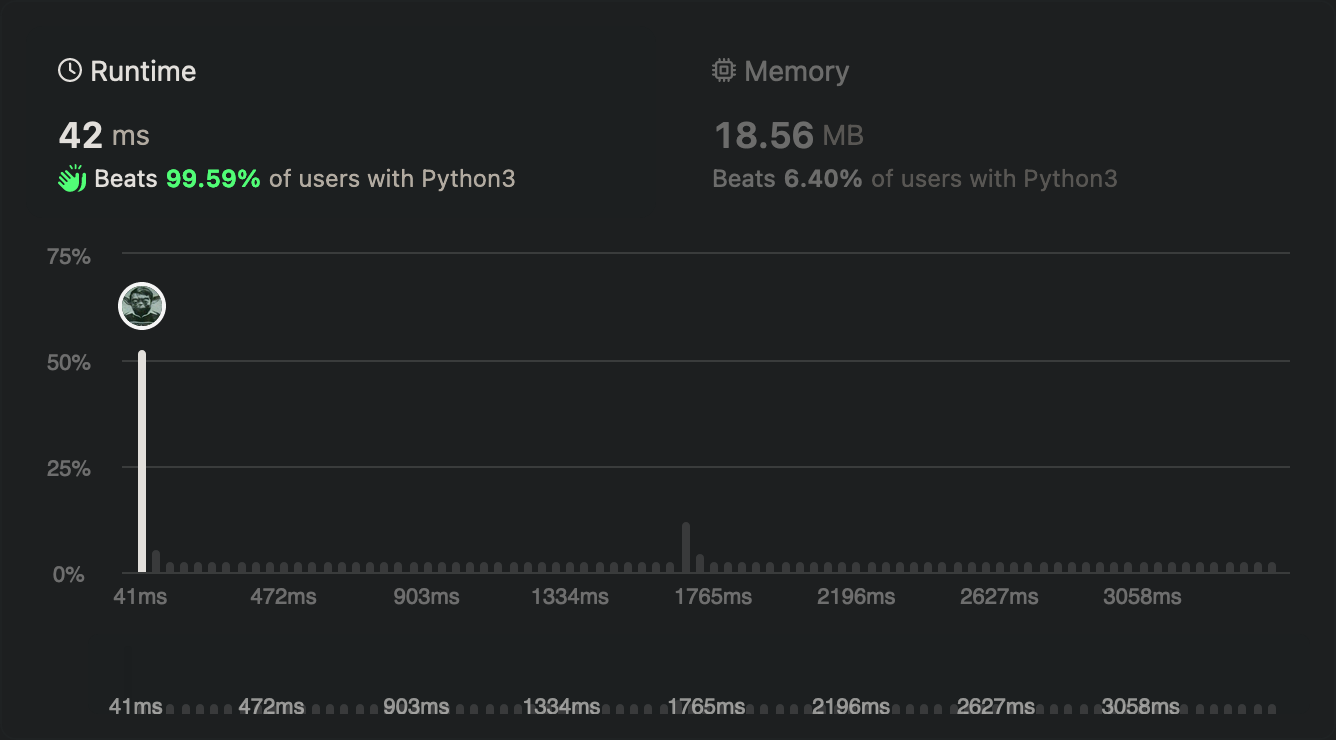 Runtime
42 ms
Beats 99.59% of users with Python3
Memory
18.56 MB
Beats 6.40% of users with Python3
75%
50%
25%
0%
41ms 472ms 903ms 1334ms 1765ms 2196ms 2627ms 3058ms
41ms 472ms 903ms 1334ms 1765ms 2196ms 2627ms 3058ms